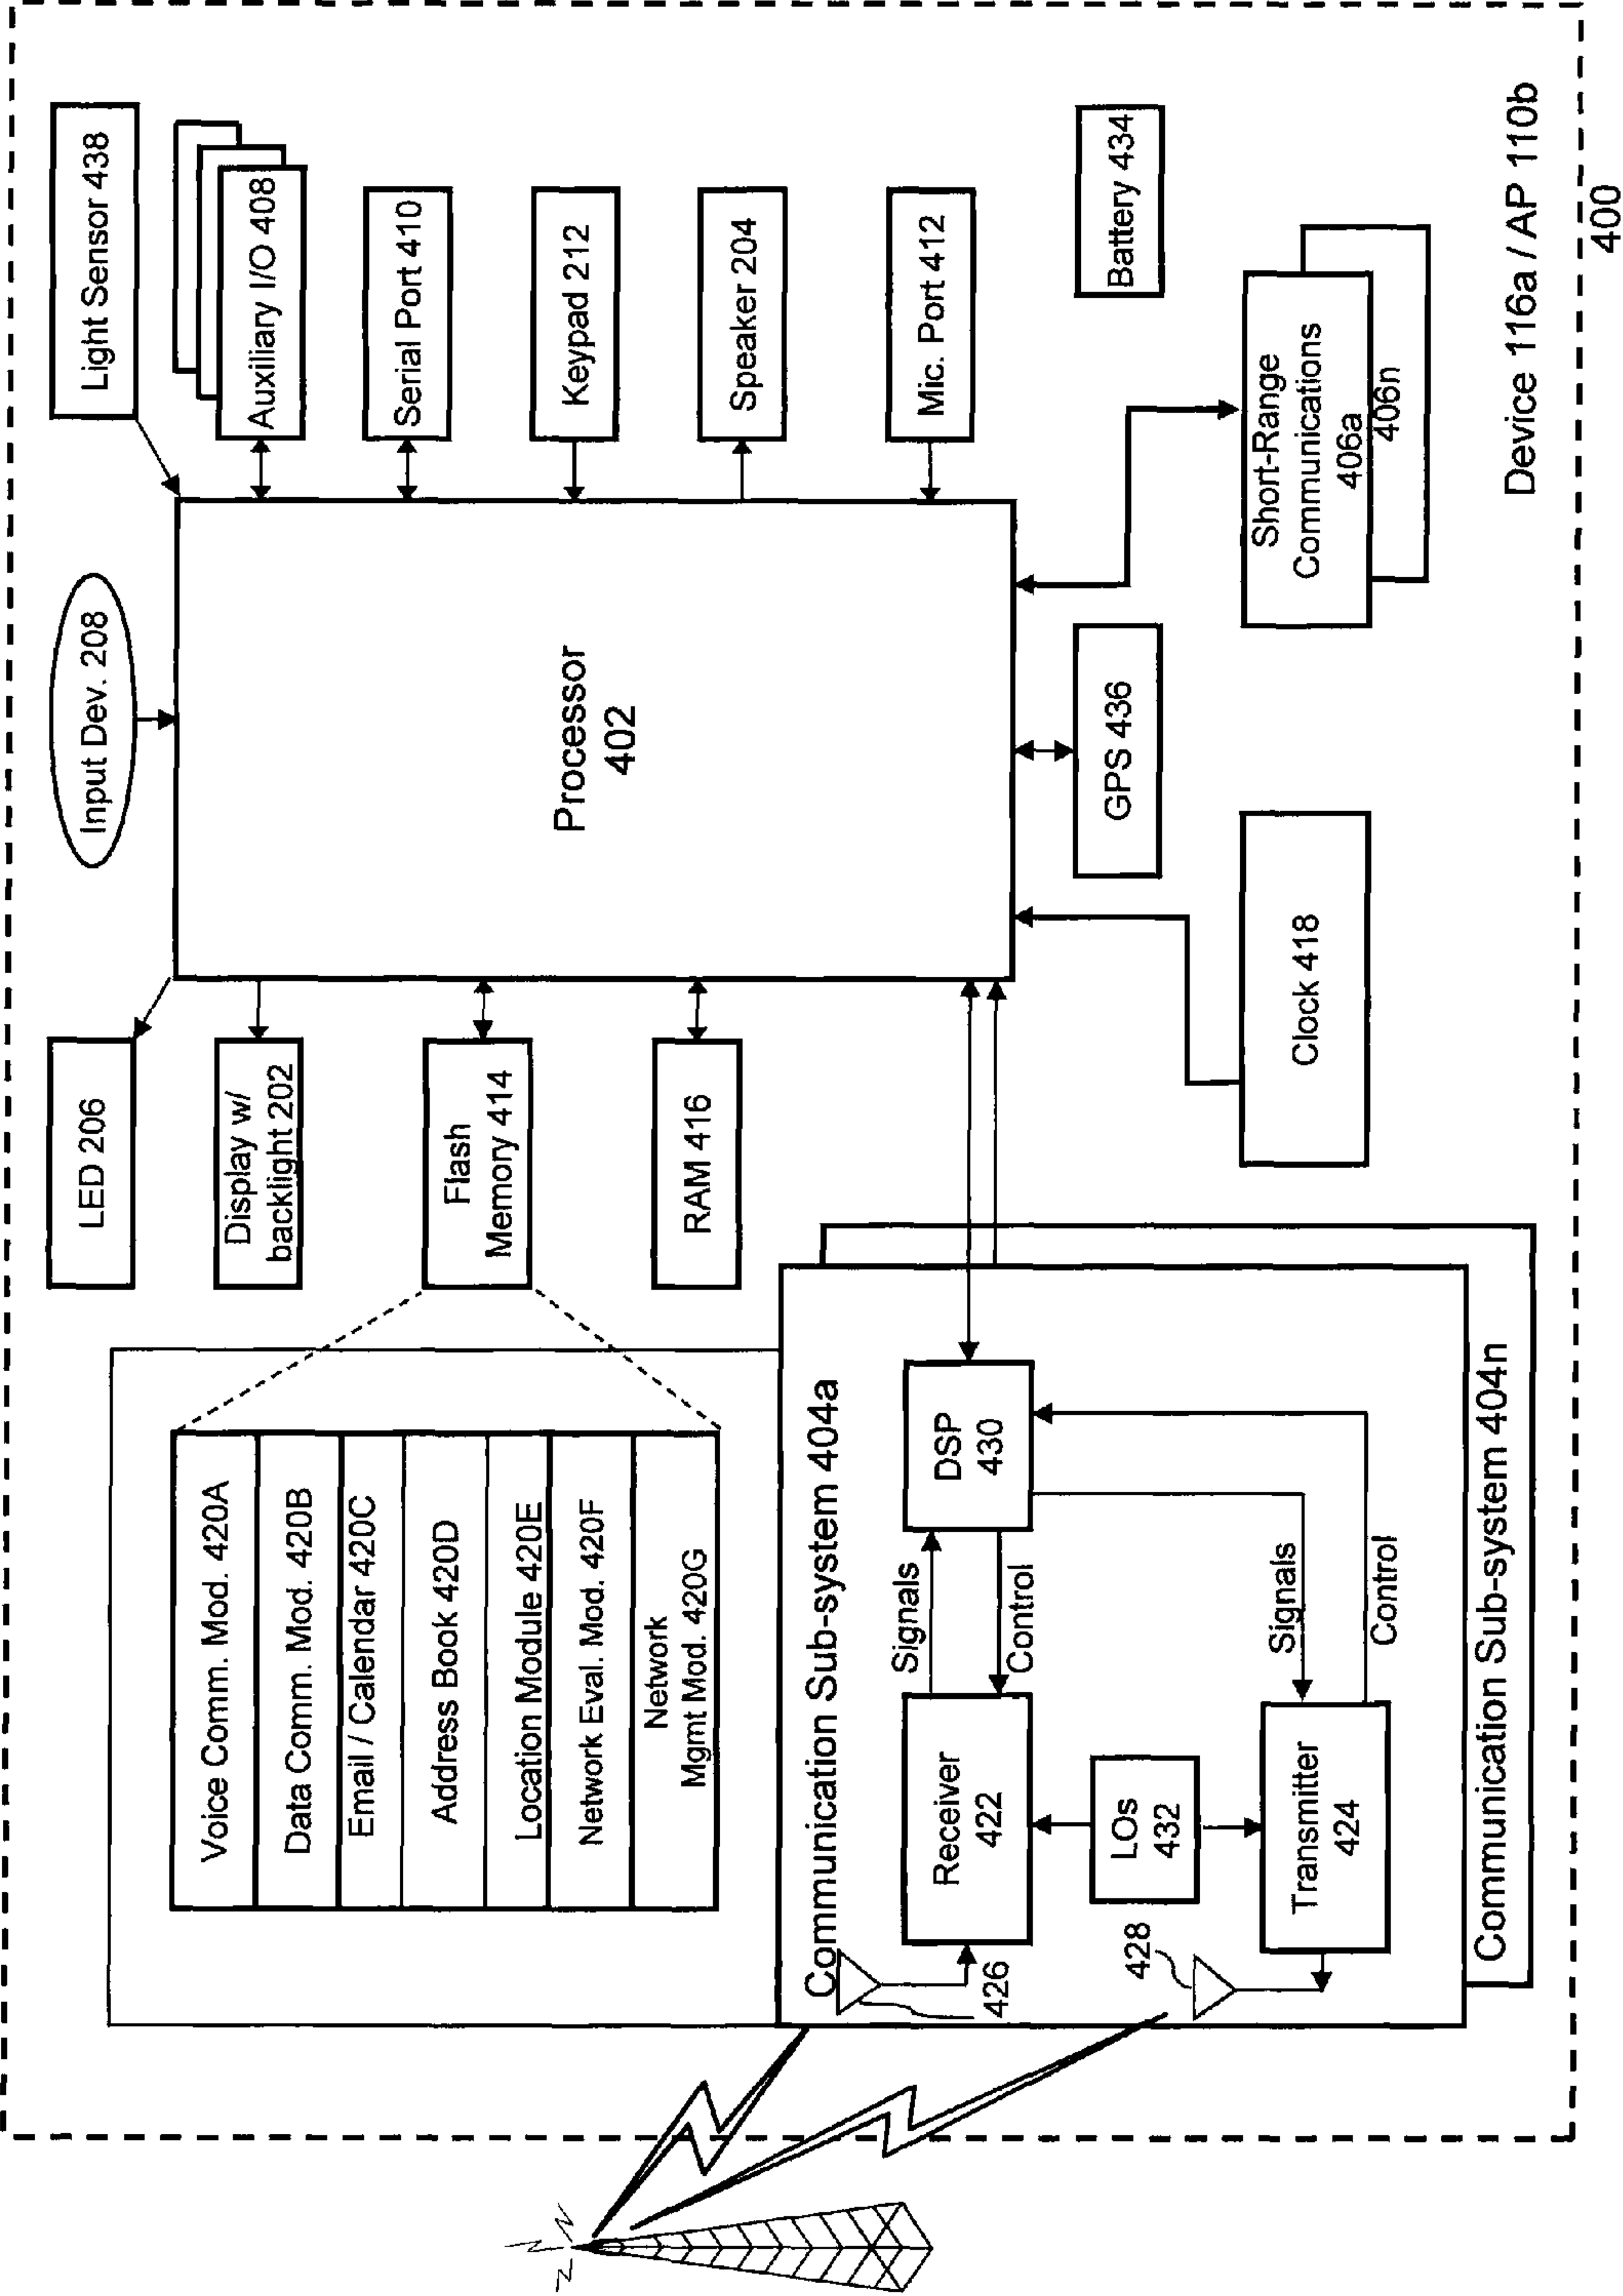 LED 206
Input Dev. 208
Light Sensor 438
Display w/
backlight 202
Auxiliary I/O 408
Voice Comm. Mod. 420A
Data Comm. Mod. 420B
Email / Calendar 420C
Address Book 420D
Location Module 420E
Network Eval. Mod. 420F
Network
Mgmt Mod. 420G
Flash
Memory 414
RAM 416
Processor
402
Serial Port 410
Keypad 212
Speaker 204
Mic. Port 412
Communication Sub-system 404a
Signals
Control
Receiver
422
DSP
430
426
LOs
432
428
Signals
Control
Transmitter
424
Communication Sub-system 404n
GPS 436
Battery 434
Clock 418
Short-Range
Communications
406a
406n
Device 116a / AP 110b
400